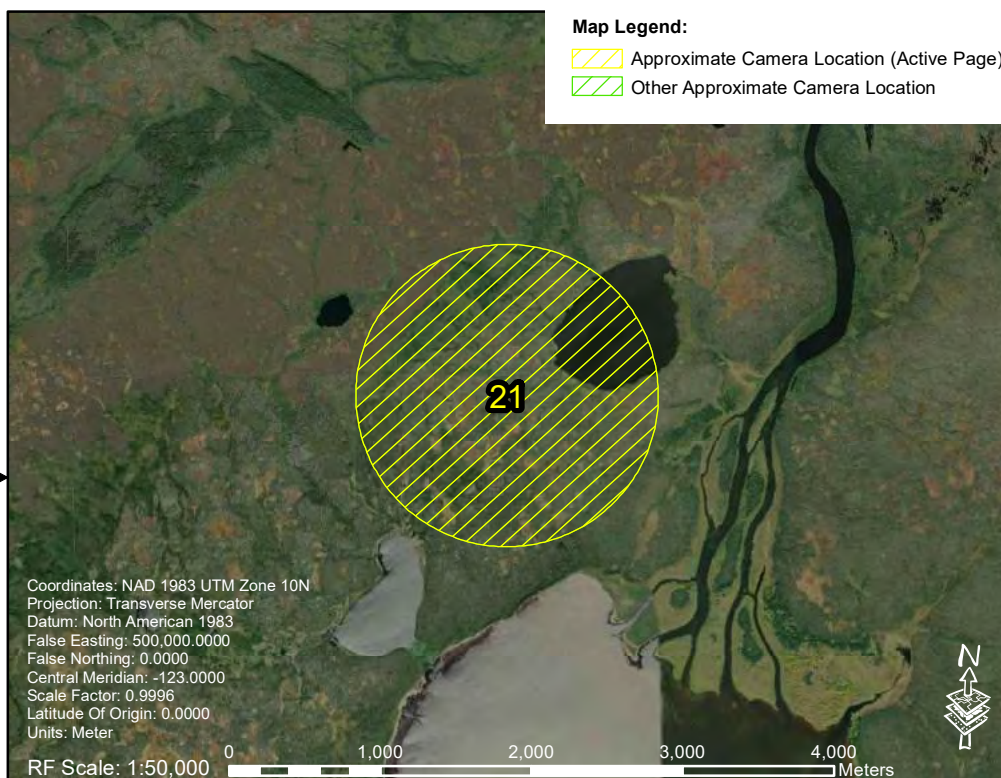 Map Legend:
Approximate Camera Location (Active Page)
Other Approximate Camera Location
21
Coordinates: NAD 1983 UTM Zone 10N
Projection: Transverse Mercator
Datum: North American 1983
False Easting: 500,000.0000
False Northing: 0.0000
Central Meridian: -123.0000
Scale Factor: 0.9996
Latitude Of Origin: 0.0000
Units: Meter
N
RF Scale: 1:50,000
0 1,000 2,000 3,000 4,000
Meters